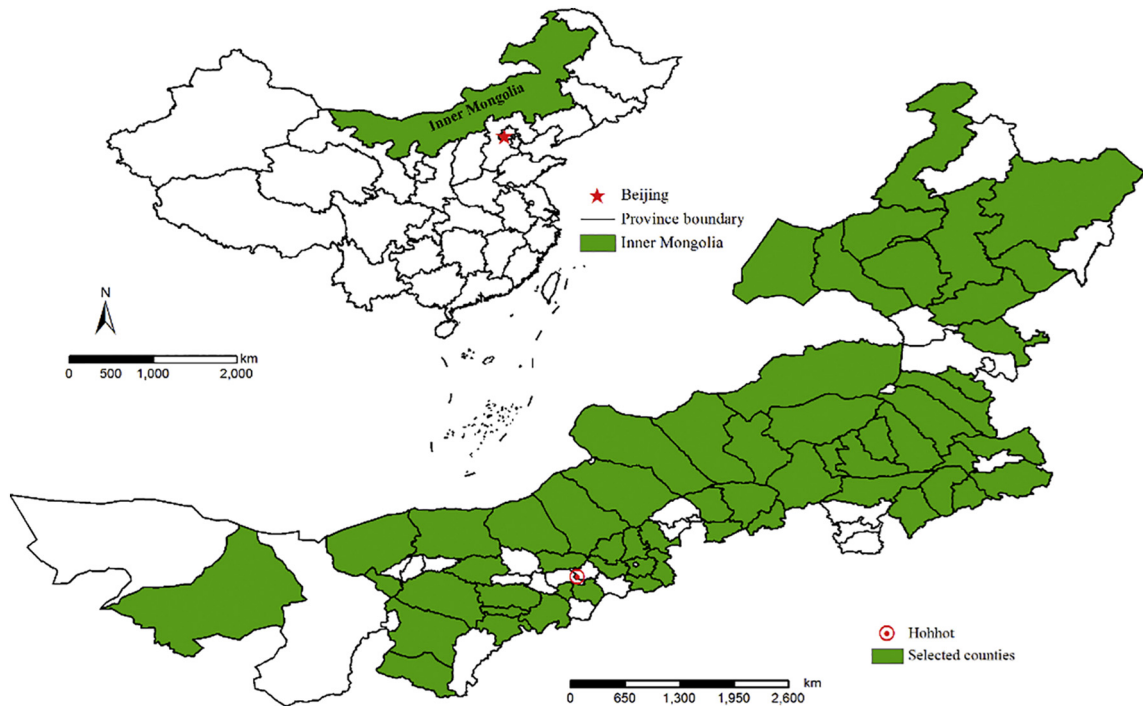 Inner Mongolia
Beijing
Province boundary
Inner Mongolia
N
km
0 500 1,000 2,000
Hohhot
Selected counties
km
0 650 1,300 1,950 2,600